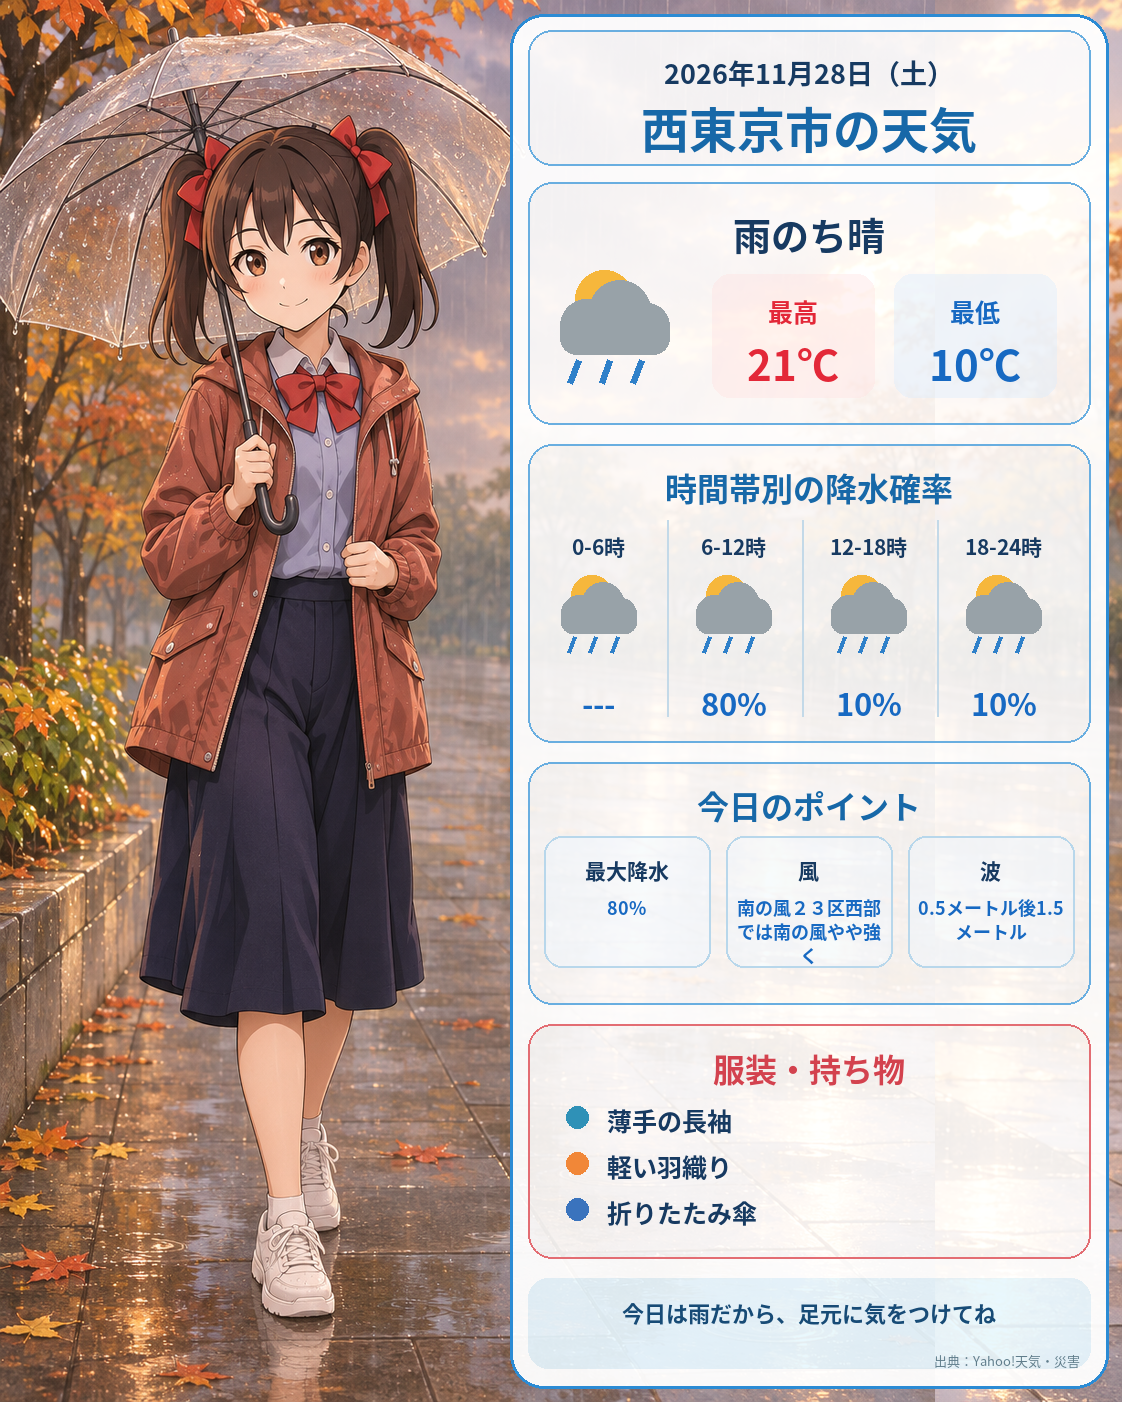 2026年11月28日（土）
西東京市の天気
雨のち晴
最高
21℃
最低
10℃
時間帯別の降水確率
0-6時
6-12時
12-18時
18-24時
---
80%
10%
10%
今日のポイント
最大降水
80%
風
南の風２３区西部
では南の風やや強
く
波
0.5メートル後1.5
メートル
服装・持ち物
薄手の長袖
軽い羽織り
折りたたみ傘
今日は雨だから、足元に気をつけてね
出典：Yahoo!天気・災害